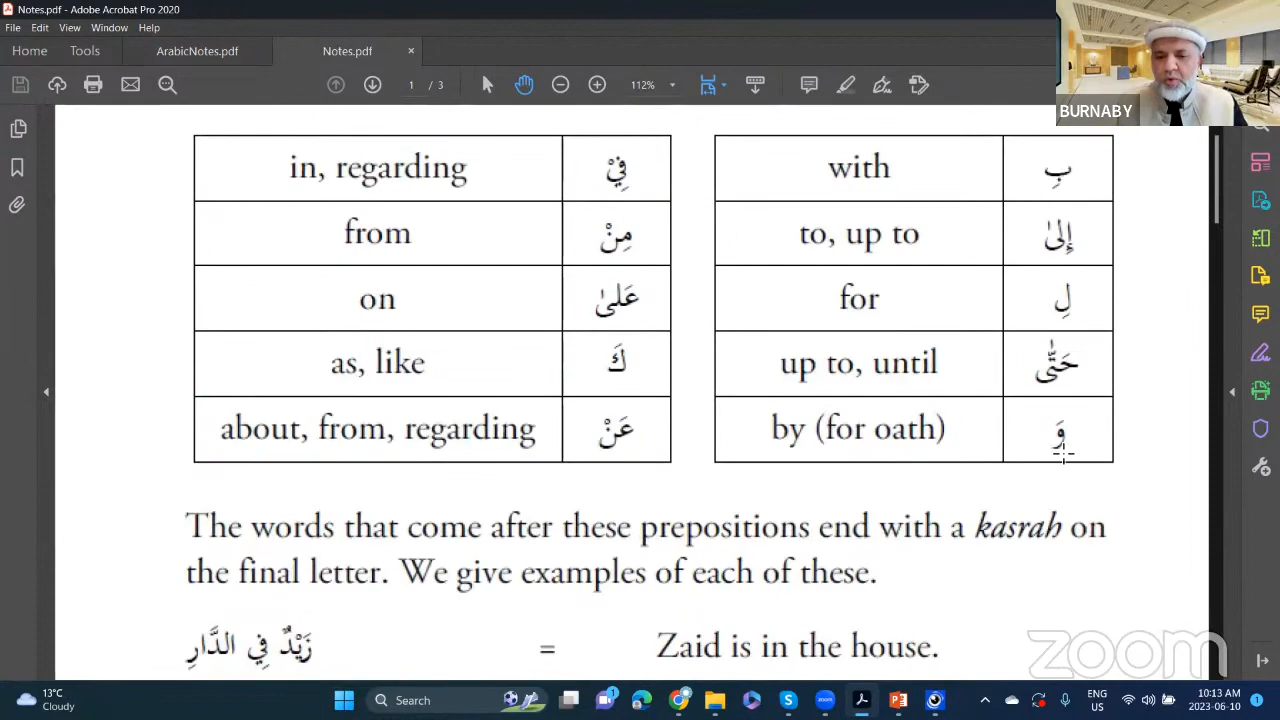 Notes.pdf - Adobe Acrobat Pro 2020
File Edit View Window Help
Home Tools ArabicNotes.pdf Notes.pdf ×
1 / 3 112%
BURNABY
in, regarding فِيْ with بِ
from مِنْ to, up to إِلىٰ
on عَلىٰ for لِ
as, like كَ up to, until حَتّٰى
about, from, regarding عَنْ by (for oath) وَ
The words that come after these prepositions end with a kasrah on
the final letter. We give examples of each of these.
زَيْدٌ فِي الدَّارِ = Zaid is in the house.
zoom
13°C
Cloudy
Search
1
ENG
US
10:13 AM
2023-06-10